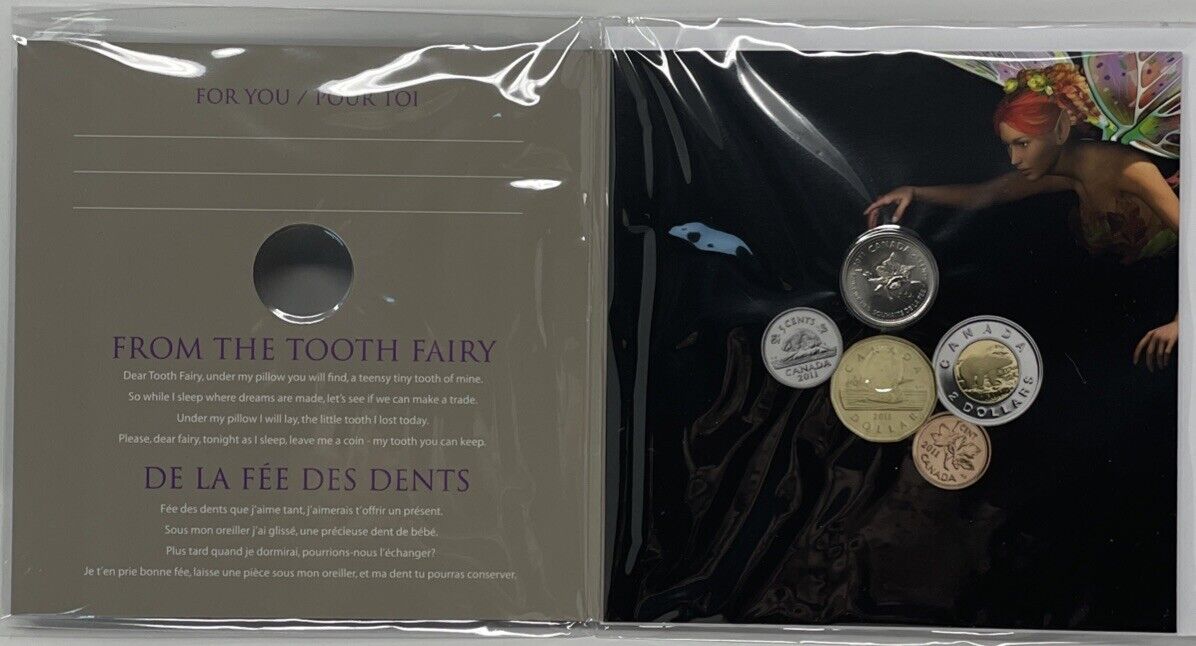 FOR YOU / POUR TOI
FROM THE TOOTH FAIRY
Dear Tooth Fairy, under my pillow you will find, a teensy tiny tooth of mine.
So while I sleep where dreams are made, let's see if we can make a trade.
Under my pillow I will lay, the little tooth I lost today.
Please, dear fairy, tonight as I sleep, leave me a coin - my tooth you can keep.
DE LA FÉE DES DENTS
Fée des dents que j'aime tant, j'aimerais t'offrir un présent.
Sous mon oreiller j'ai glissé, une précieuse dent de bébé.
Plus tard quand je dormirai, pourrions-nous l'échanger?
Je t'en prie bonne fée, laisse une pièce sous mon oreiller, et ma dent tu pourras conserver.
2011 CANADA
5 CENTS
CANADA
2011
CANADA
2011
DOLLAR
CANADA
2 DOLLARS
1 CENT
2011
CANADA